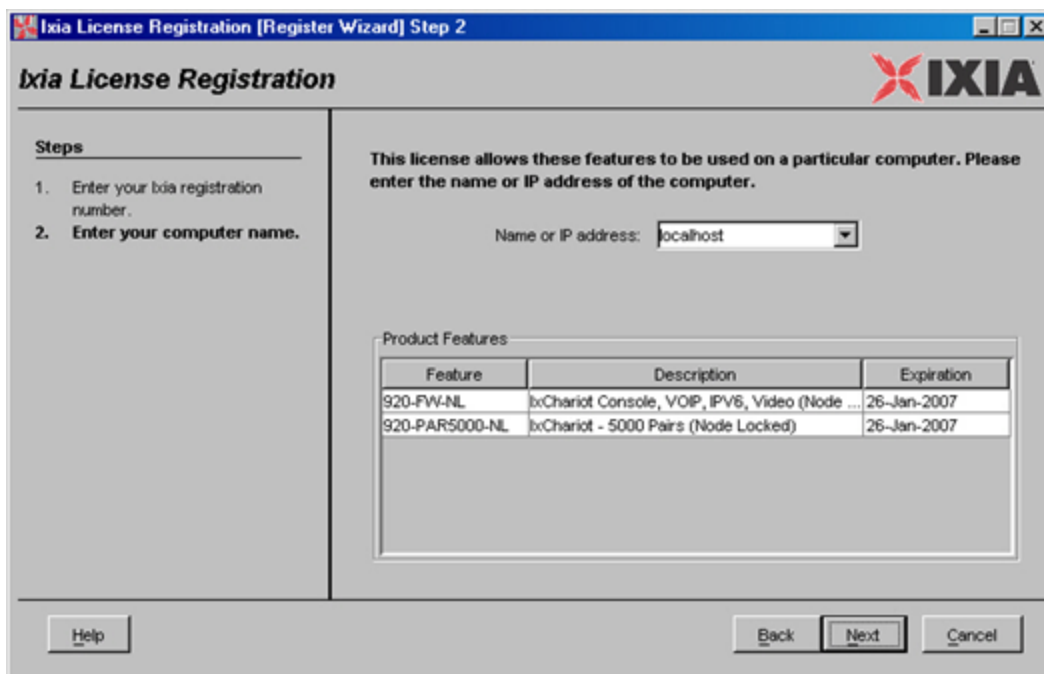 Ixia License Registration [Register Wizard] Step 2
Ixia License Registration
IXIA
Steps
1. Enter your Ixia registration
number.
2. Enter your computer name.
This license allows these features to be used on a particular computer. Please
enter the name or IP address of the computer.
Name or IP address: localhost
Product Features
Feature Description Expiration
920-FW-NL IxChariot Console, VOIP, IPV6, Video (Node ... 26-Jan-2007
920-PAR5000-NL IxChariot - 5000 Pairs (Node Locked) 26-Jan-2007
Help Back Next Cancel